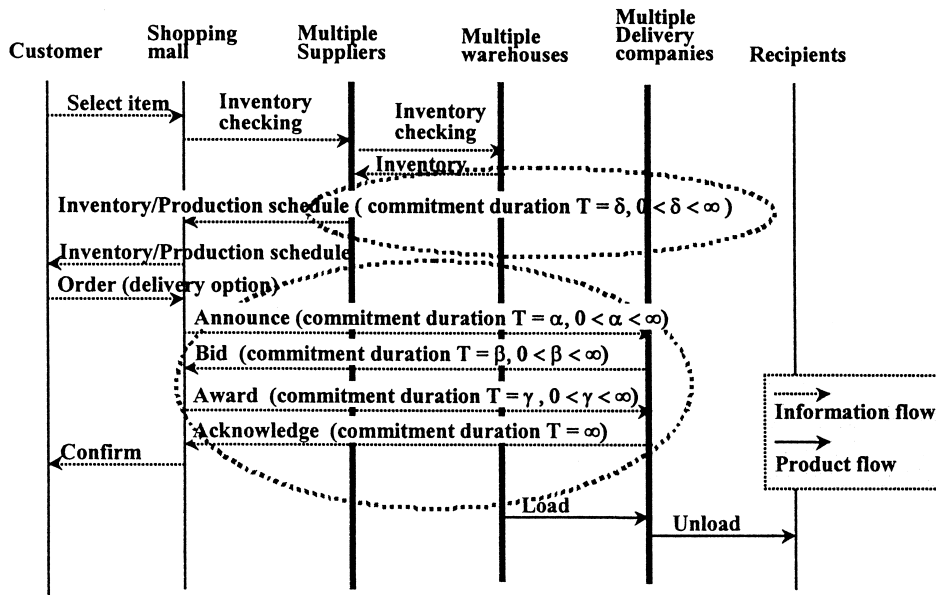 Customer
Shopping
mall
Multiple
Suppliers
Multiple
warehouses
Multiple
Delivery
companies
Recipients
Select item
Inventory
checking
Inventory
checking
Inventory
Inventory/Production schedule ( commitment duration T = δ, 0 < δ < ∞ )
Inventory/Production schedule
Order (delivery option)
Announce (commitment duration T = α, 0 < α < ∞)
Bid (commitment duration T = β, 0 < β < ∞)
Award (commitment duration T = γ , 0 < γ < ∞)
Acknowledge (commitment duration T = ∞)
Confirm
Information flow
Product flow
Load
Unload